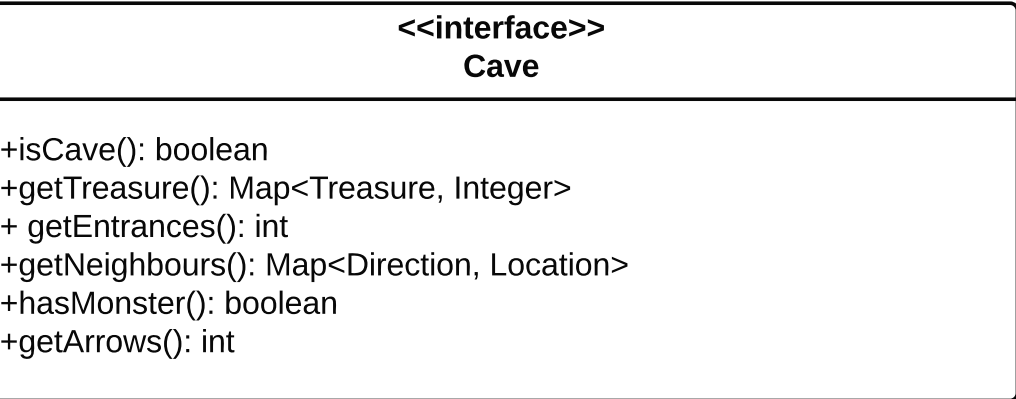 <<interface>>
Cave
+isCave(): boolean
+getTreasure(): Map<Treasure, Integer>
+ getEntrances(): int
+getNeighbours(): Map<Direction, Location>
+hasMonster(): boolean
+getArrows(): int